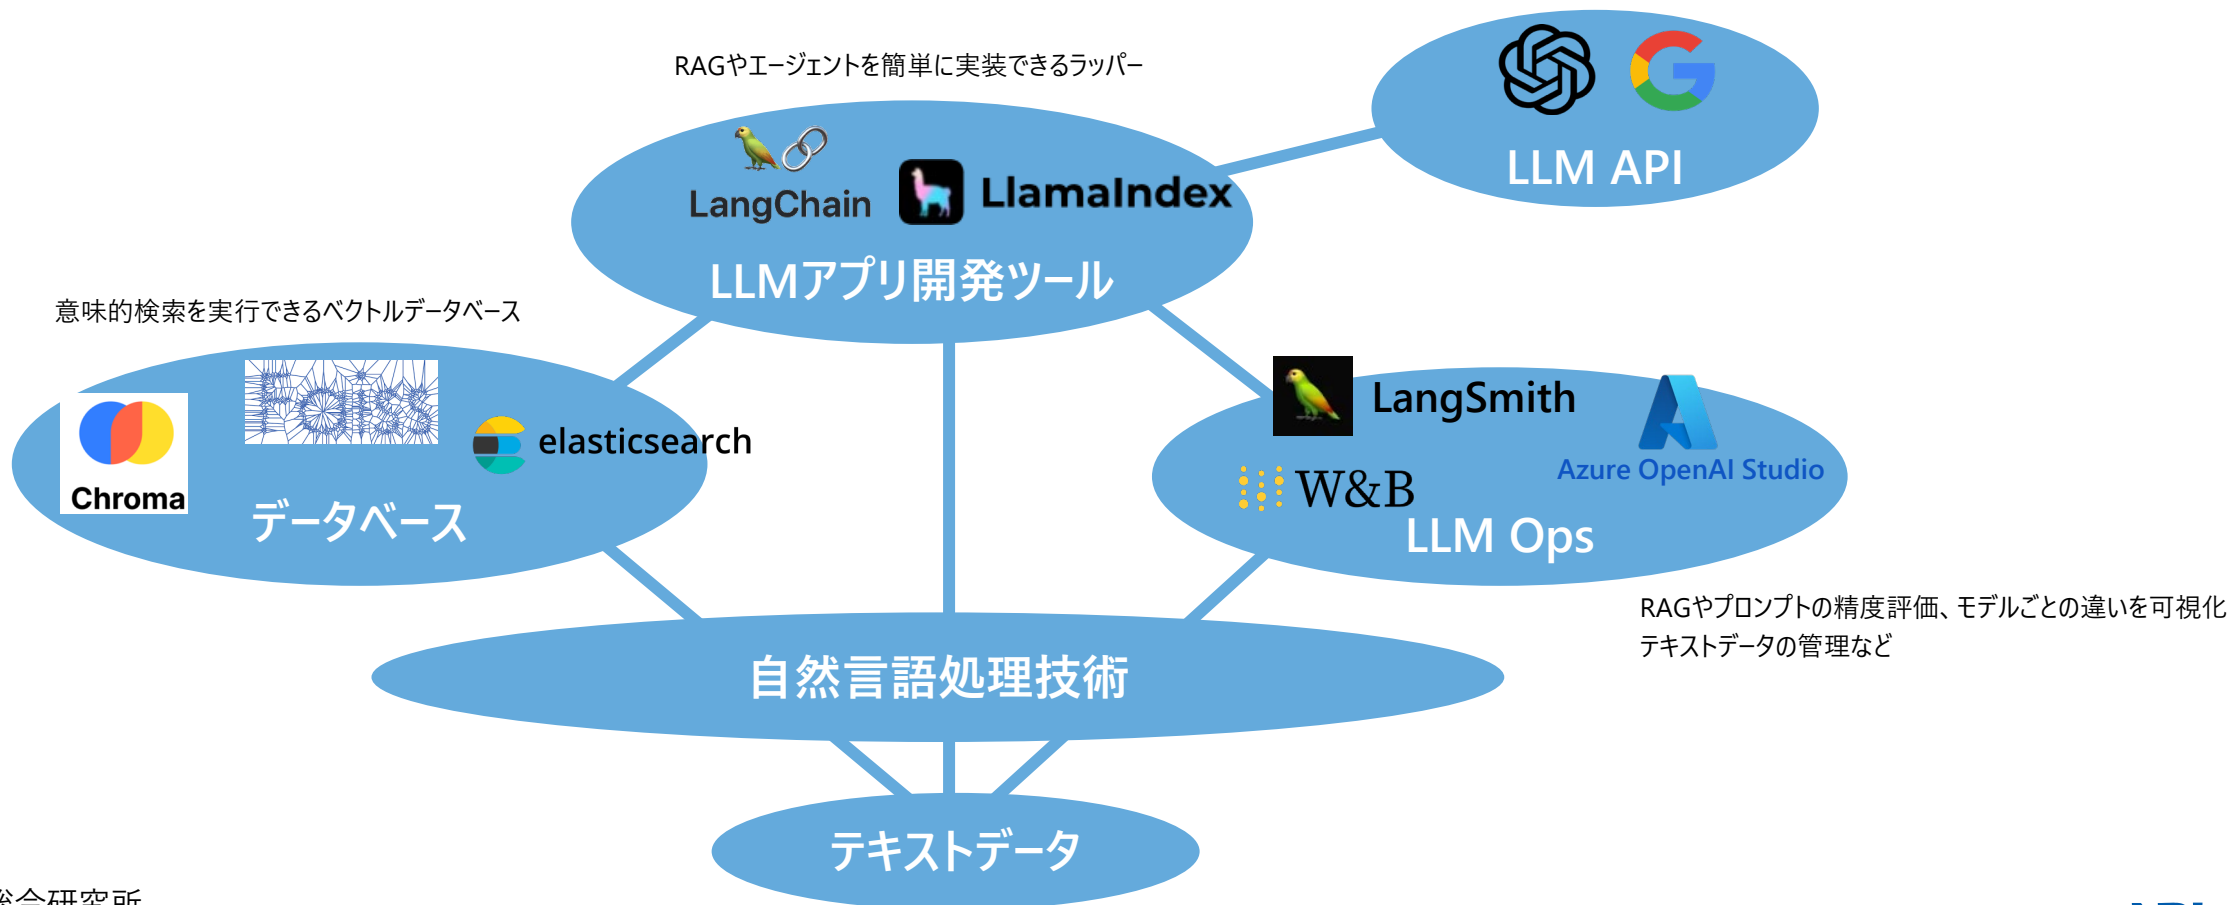 RAGやエージェントを簡単に実装できるラッパー
LLM API
LangChain
LlamaIndex
LLMアプリ開発ツール
意味的検索を実行できるベクトルデータベース
Faiss
Chroma
elasticsearch
データベース
LangSmith
Azure OpenAI Studio
W&B
LLM Ops
RAGやプロンプトの精度評価、モデルごとの違いを可視化
テキストデータの管理など
自然言語処理技術
テキストデータ
総合研究所